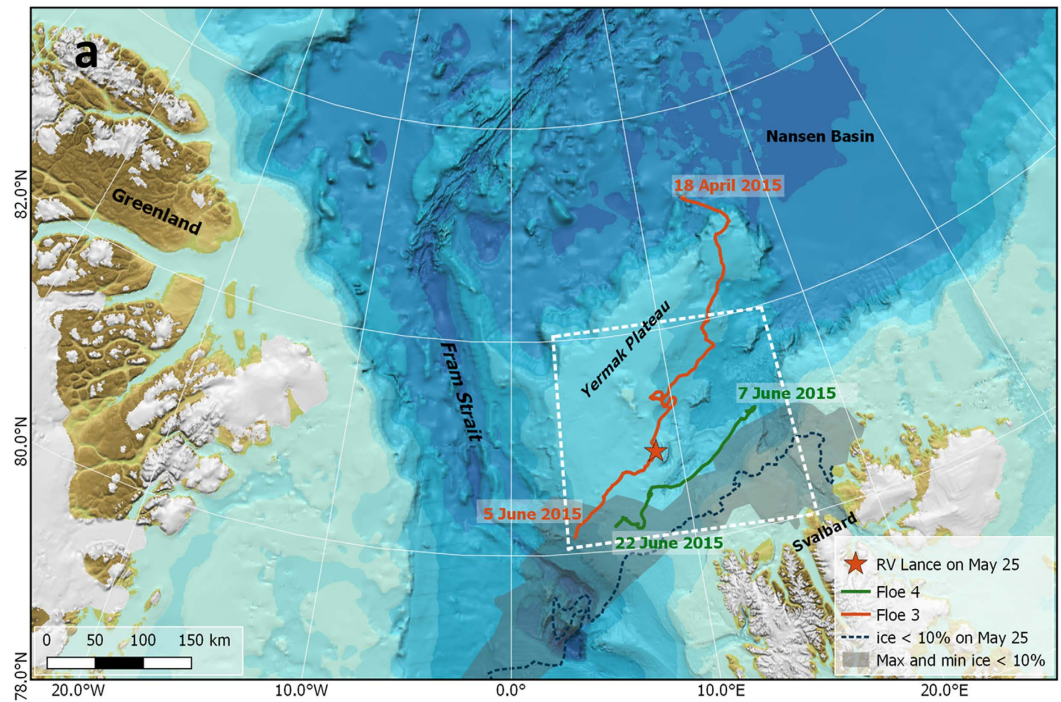 a
Nansen Basin
18 April 2015
82.0°N
Greenland
Yermak Plateau
Fram Strait
7 June 2015
80.0°N
5 June 2015
22 June 2015
Svalbard
RV Lance on May 25
Floe 4
Floe 3
ice < 10% on May 25
Max and min ice < 10%
0 50 100 150 km
78.0°N
20.0°W 10.0°W 0.0° 10.0°E 20.0°E